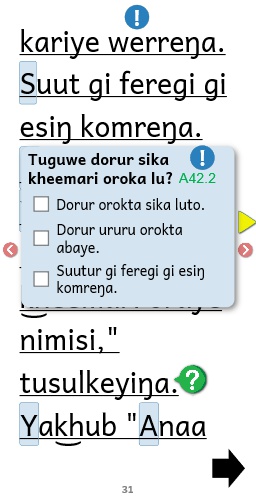 kariye werreŋa.
Suut gi feregi gi
esiŋ komreŋa.
Tuguwe dorur sika
kheemari oroka lu? A42.2
Dorur orokta sika luto.
Dorur ururu orokta
abaye.
Suutur gi feregi gi esiŋ
komreŋa.
nimisi,"
tusulkeyiŋa.
Yakhub "Anaa
31